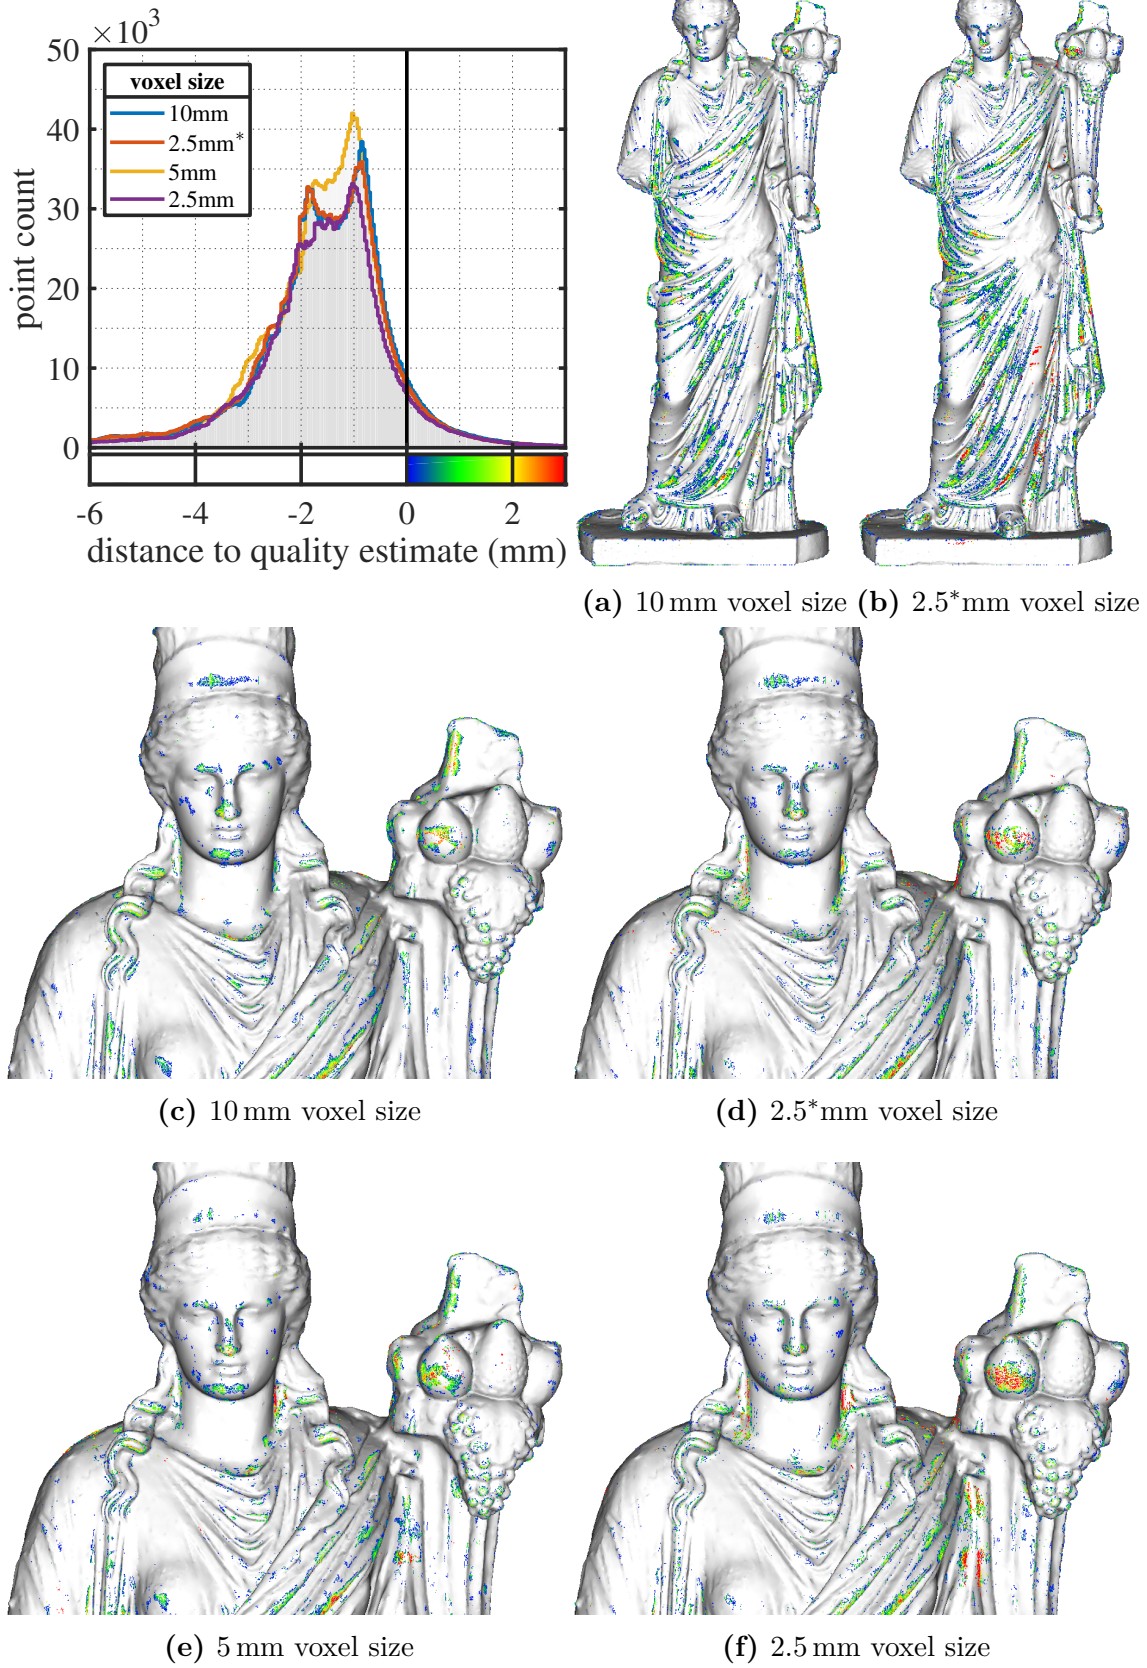 ×10³
50
40
30
20
10
0
point count
voxel size
10mm
2.5mm*
5mm
2.5mm
-6 -4 -2 0 2
distance to quality estimate (mm)
(a) 10 mm voxel size (b) 2.5*mm voxel size
(c) 10 mm voxel size (d) 2.5*mm voxel size
(e) 5 mm voxel size (f) 2.5 mm voxel size